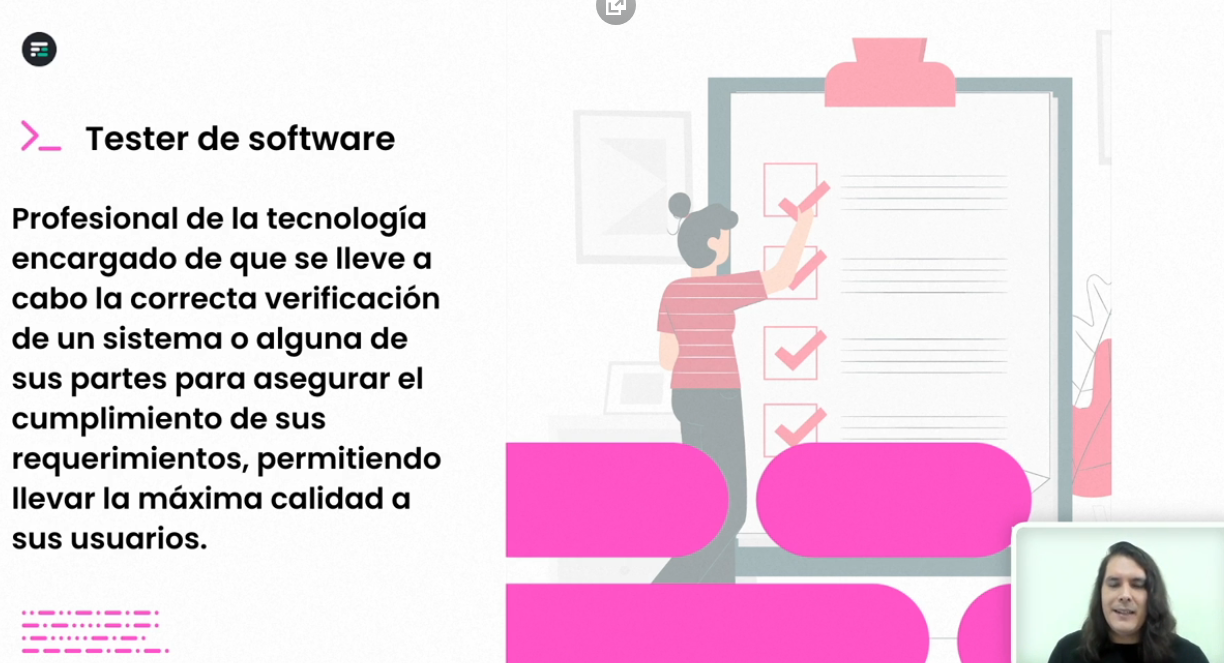 Tester de software
Profesional de la tecnología
encargado de que se lleve a
cabo la correcta verificación
de un sistema o alguna de
sus partes para asegurar el
cumplimiento de sus
requerimientos, permitiendo
llevar la máxima calidad a
sus usuarios.